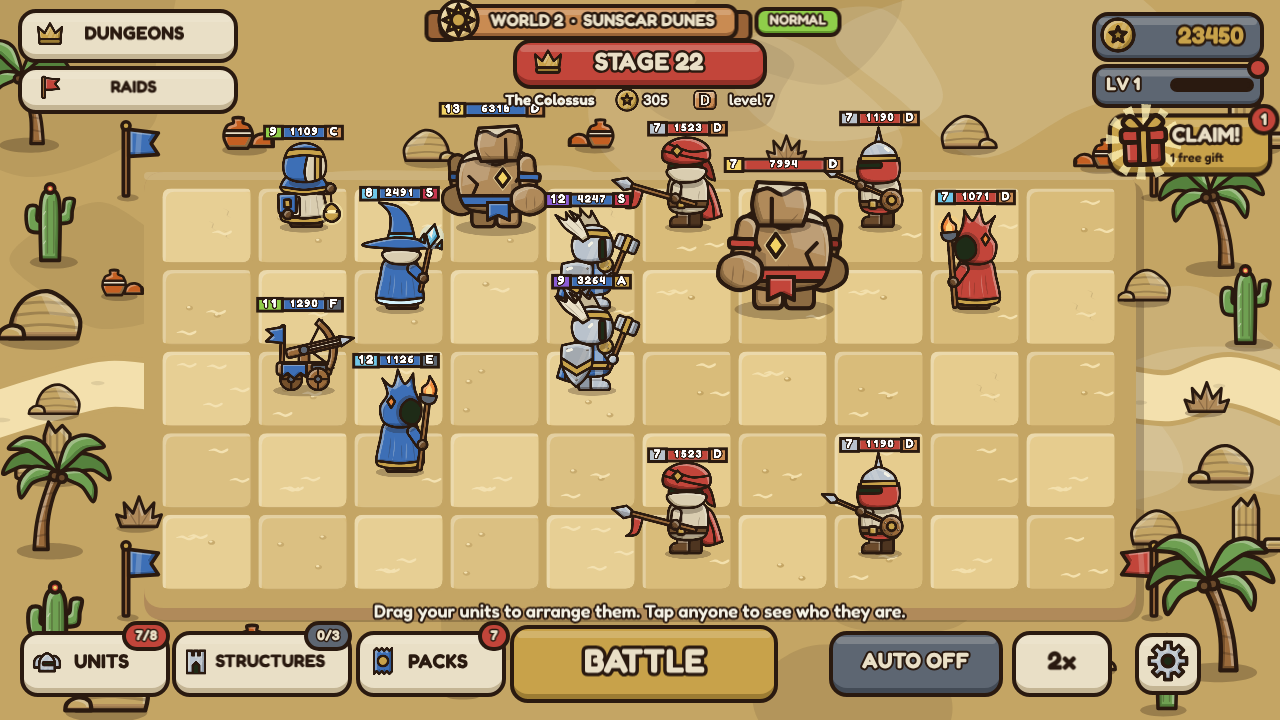 DUNGEONS
RAIDS
WORLD 2 • SUNSCAR DUNES
NORMAL
STAGE 22
The Colossus 305 D level 7
23450
LV 1
CLAIM!
1 free gift
1
9 1109 C
13 6318 D
7 1523 D
7 1190 D
8 2491 S
12 4247 S
7 7994 D
7 1071 D
11 1290 F
9 3264 A
12 1126 E
7 1523 D
7 1190 D
Drag your units to arrange them. Tap anyone to see who they are.
UNITS 7/8
STRUCTURES 0/3
PACKS 7
BATTLE
AUTO OFF
2x